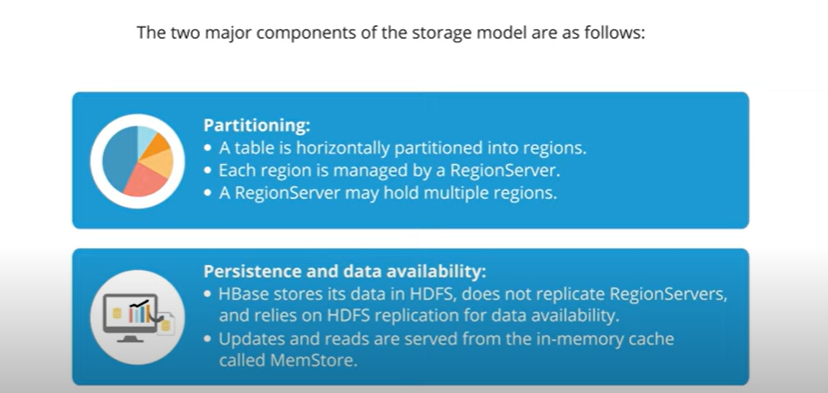 The two major components of the storage model are as follows:
Partitioning:
• A table is horizontally partitioned into regions.
• Each region is managed by a RegionServer.
• A RegionServer may hold multiple regions.
Persistence and data availability:
• HBase stores its data in HDFS, does not replicate RegionServers,
and relies on HDFS replication for data availability.
• Updates and reads are served from the in-memory cache
called MemStore.